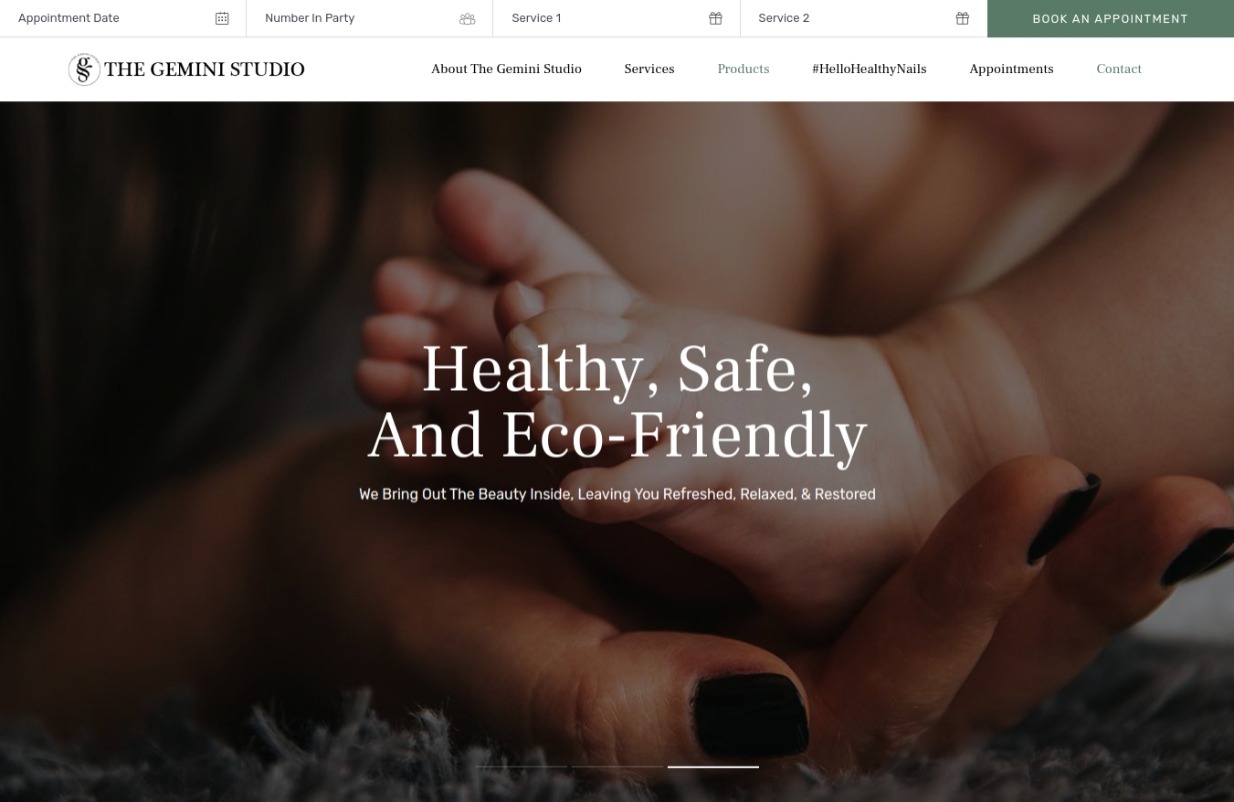 Appointment Date
Number In Party
Service 1
Service 2
BOOK AN APPOINTMENT
THE GEMINI STUDIO
About The Gemini Studio
Services
Products
#HelloHealthyNails
Appointments
Contact
Healthy, Safe,
And Eco-Friendly
We Bring Out The Beauty Inside, Leaving You Refreshed, Relaxed, & Restored